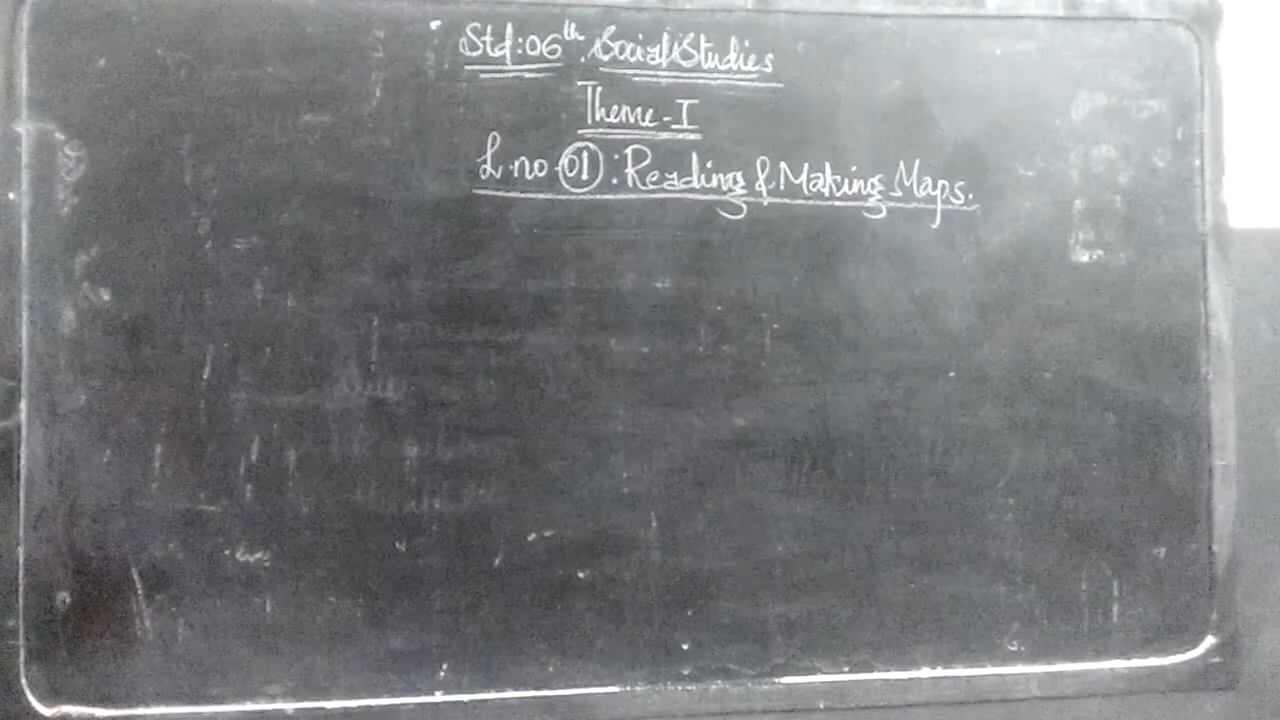 Std:06th. Social Studies
Theme-I
L.no.01:Reading & Making Maps.